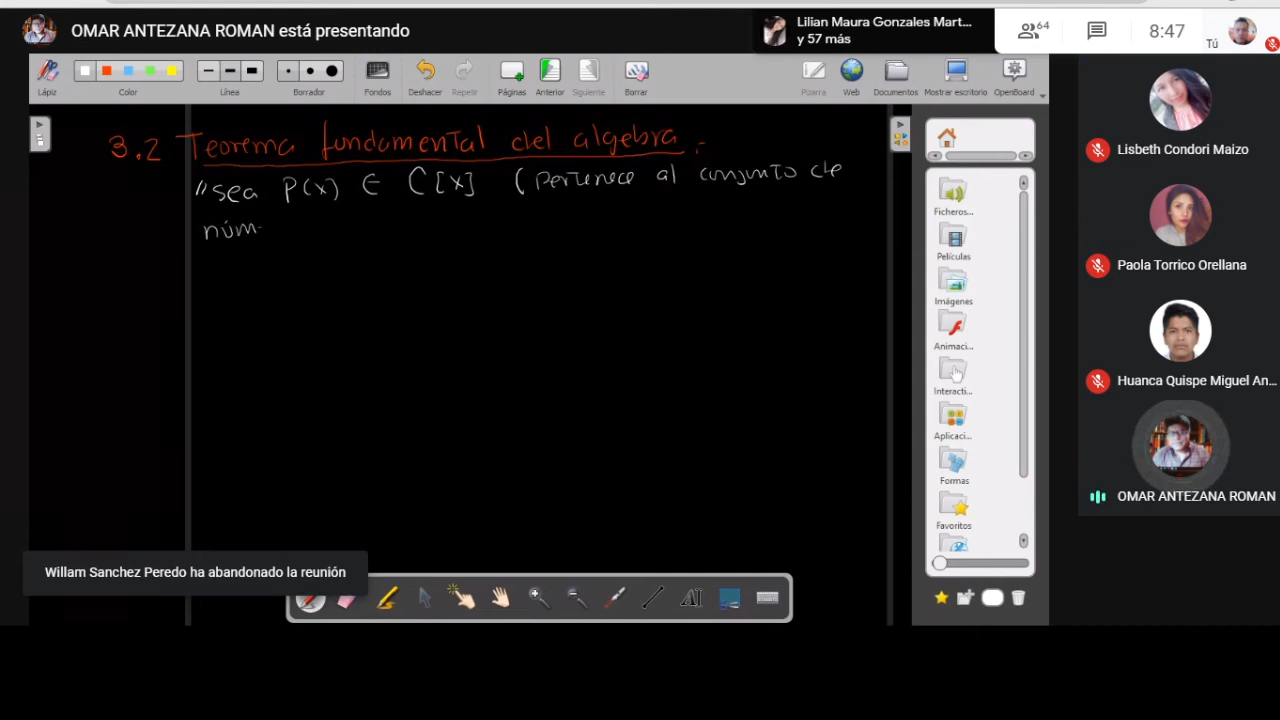 OMAR ANTEZANA ROMAN está presentando
Lilian Maura Gonzales Mart...
y 57 más
64
8:47
Tú
Lápiz
Color
Línea
Borrador
Fondos
Deshacer
Repetir
Páginas
Anterior
Siguiente
Borrar
Pizarra
Web
Documentos
Mostrar escritorio
OpenBoard
3.2 Teorema fundamental del algebra :
"sea P(x) ∈ C[x] (pertenece al conjunto de
núm
Ficheros...
Películas
Imágenes
Animaci...
Interacti...
Aplicaci...
Formas
Favoritos
Lisbeth Condori Maizo
Paola Torrico Orellana
Huanca Quispe Miguel An...
OMAR ANTEZANA ROMAN
Willam Sanchez Peredo ha abandonado la reunión
AI